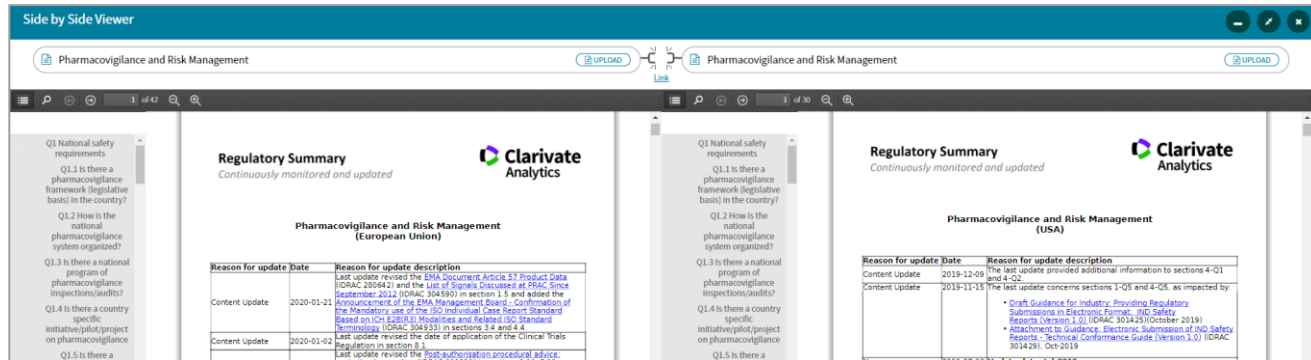 Side by Side Viewer
Pharmacovigilance and Risk Management
UPLOAD
Link
Pharmacovigilance and Risk Management
UPLOAD
1 of 42
1 of 30
Q1 National safety
requirements
Q1.1 Is there a
pharmacovigilance
framework (legislative
basis) in the country?
Q1.2 How is the
national
pharmacovigilance
system organized?
Q1.3 Is there a national
program of
pharmacovigilance
inspections/audits?
Q1.4 Is there a country
specific
initiative/pilot/project
on pharmacovigilance
Q1.5 Is there a
Regulatory Summary
Continuously monitored and updated
Clarivate
Analytics
Pharmacovigilance and Risk Management
(European Union)
Reason for update Date Reason for update description
Content Update 2020-01-21 Last update revised the EMA Document Article 57 Product Data
(IDRAC 280642) and the List of Signals Discussed at PRAC Since
September 2012 (IDRAC 304590) in section 1.5 and added the
Announcement of the EMA Management Board - Confirmation of
the Mandatory use of the ISO Individual Case Report Standard
Based on ICH E2B(R3) Modalities and Related ISO Standard
Terminology (IDRAC 304933) in sections 3.4 and 4.4.
Content Update 2020-01-02 Last update revised the date of application of the Clinical Trials
Regulation in section 8.1.
Last update revised the Post-authorisation procedural advice:
Q1 National safety
requirements
Q1.1 Is there a
pharmacovigilance
framework (legislative
basis) in the country?
Q1.2 How is the
national
pharmacovigilance
system organized?
Q1.3 Is there a national
program of
pharmacovigilance
inspections/audits?
Q1.4 Is there a country
specific
initiative/pilot/project
on pharmacovigilance
Q1.5 Is there a
Regulatory Summary
Continuously monitored and updated
Clarivate
Analytics
Pharmacovigilance and Risk Management
(USA)
Reason for update Date Reason for update description
Content Update 2019-12-09 The last update provided additional information to sections 4-Q1
and 4-Q2.
Content Update 2019-11-15 The last update concerns sections 1-Q5 and 4-Q5, as impacted by:
• Draft Guidance for Industry: Providing Regulatory
Submissions in Electronic Format: IND Safety
Reports (Version 1.0) (IDRAC 301425)(October 2019)
• Attachment to Guidance: Electronic Submission of IND Safety
Reports - Technical Conformance Guide (Version 1.0) (IDRAC
301429), Oct-2019